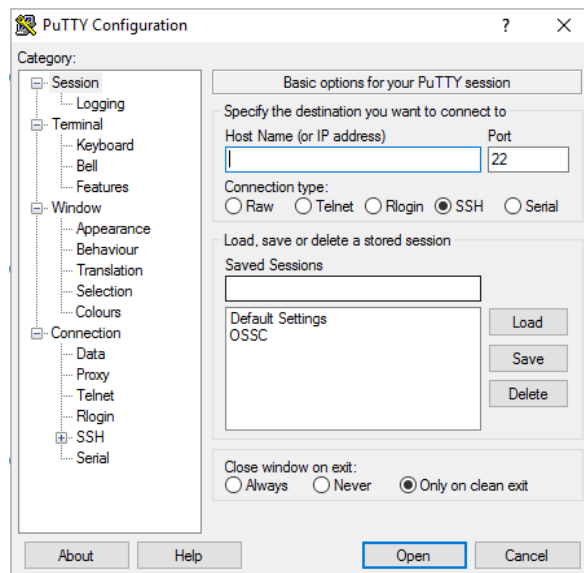 PuTTY Configuration ?
Category:
Session
Logging
Terminal
Keyboard
Bell
Features
Window
Appearance
Behaviour
Translation
Selection
Colours
Connection
Data
Proxy
Telnet
Rlogin
SSH
Serial
Basic options for your PuTTY session
Specify the destination you want to connect to
Host Name (or IP address) Port
22
Connection type:
Raw Telnet Rlogin SSH Serial
Load, save or delete a stored session
Saved Sessions
Default Settings
OSSC
Load
Save
Delete
Close window on exit:
Always Never Only on clean exit
About Help Open Cancel